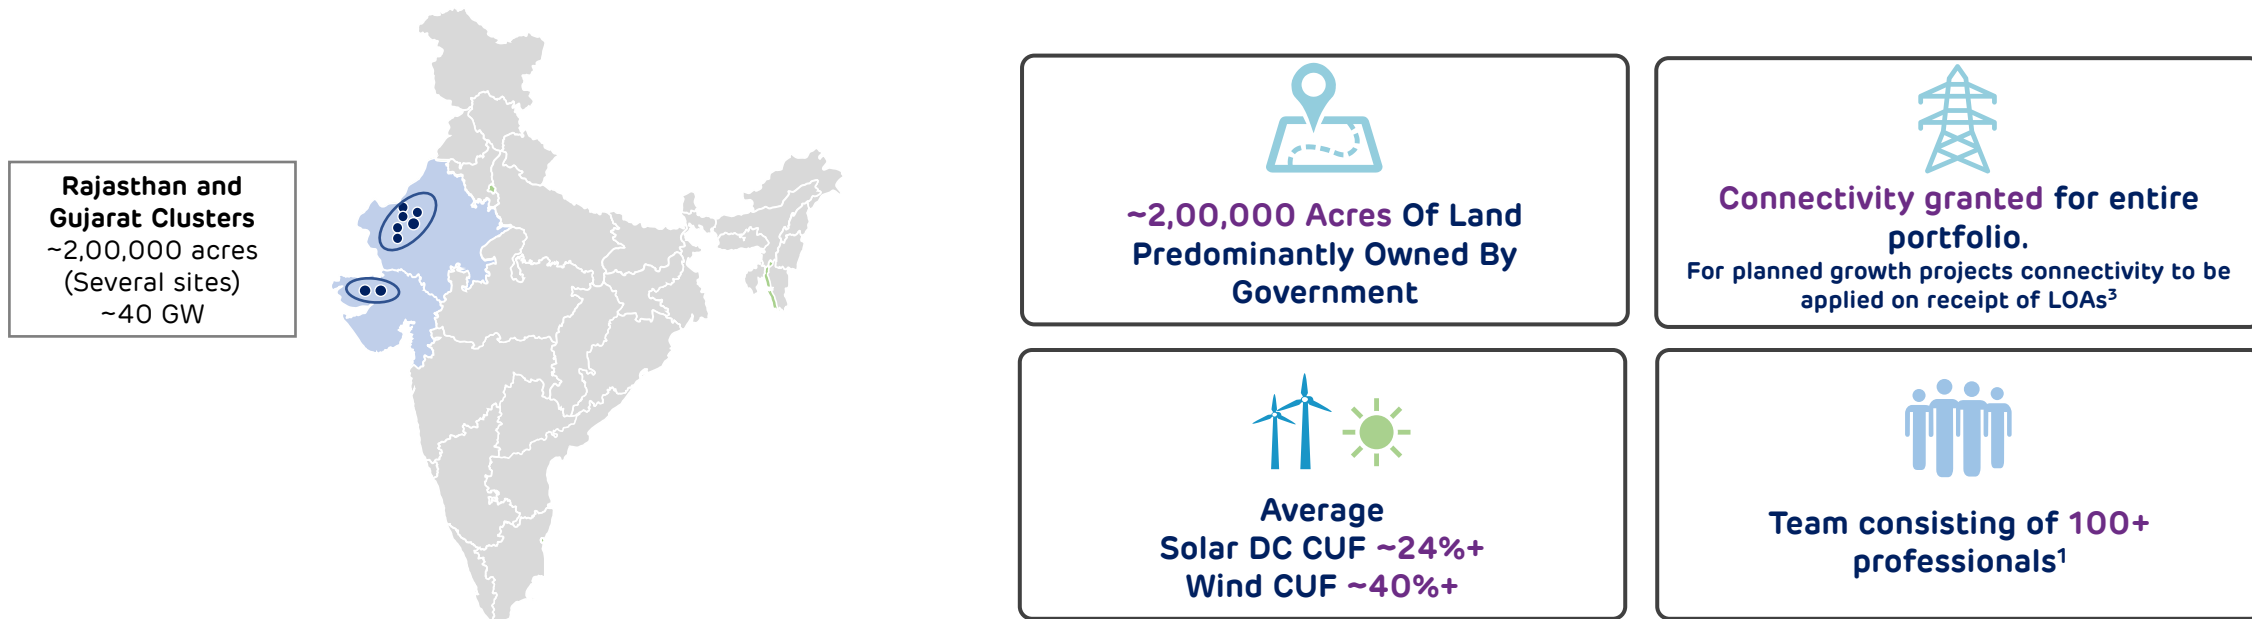 Rajasthan and
Gujarat Clusters
~2,00,000 acres
(Several sites)
~40 GW
~2,00,000 Acres Of Land
Predominantly Owned By
Government
Connectivity granted for entire
portfolio.
For planned growth projects connectivity to be
applied on receipt of LOAs³
Average
Solar DC CUF ~24%+
Wind CUF ~40%+
Team consisting of 100+
professionals¹